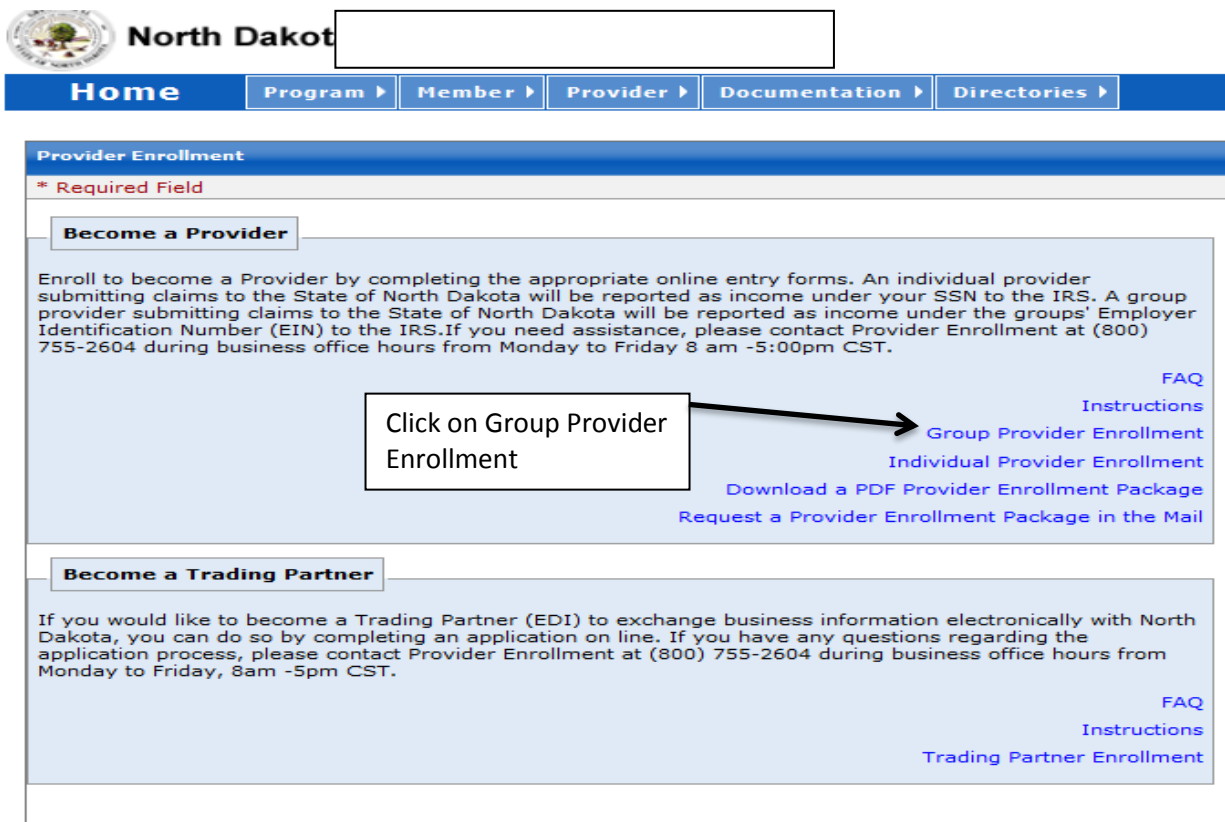 North Dakot
Home Program Member Provider Documentation Directories
Provider Enrollment
* Required Field
Become a Provider
Enroll to become a Provider by completing the appropriate online entry forms. An individual provider
submitting claims to the State of North Dakota will be reported as income under your SSN to the IRS. A group
provider submitting claims to the State of North Dakota will be reported as income under the groups' Employer
Identification Number (EIN) to the IRS.If you need assistance, please contact Provider Enrollment at (800)
755-2604 during business office hours from Monday to Friday 8 am -5:00pm CST.
FAQ
Instructions
Click on Group Provider
Enrollment
Group Provider Enrollment
Individual Provider Enrollment
Download a PDF Provider Enrollment Package
Request a Provider Enrollment Package in the Mail
Become a Trading Partner
If you would like to become a Trading Partner (EDI) to exchange business information electronically with North
Dakota, you can do so by completing an application on line. If you have any questions regarding the
application process, please contact Provider Enrollment at (800) 755-2604 during business office hours from
Monday to Friday, 8am -5pm CST.
FAQ
Instructions
Trading Partner Enrollment